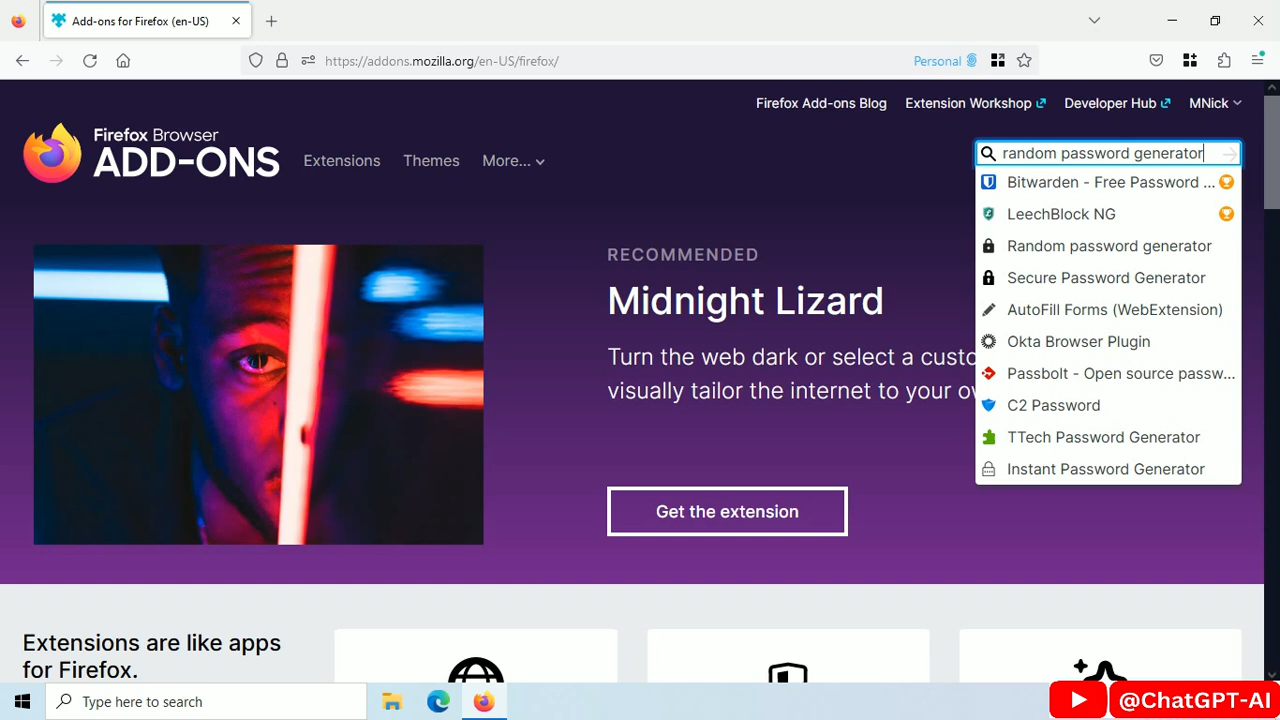 Add-ons for Firefox (en-US)
https://addons.mozilla.org/en-US/firefox/
Personal
Firefox Add-ons Blog
Extension Workshop
Developer Hub
MNick
Firefox Browser
ADD-ONS
Extensions
Themes
More...
random password generator
Bitwarden - Free Password ...
LeechBlock NG
Random password generator
Secure Password Generator
AutoFill Forms (WebExtension)
Okta Browser Plugin
Passbolt - Open source passw...
C2 Password
TTech Password Generator
Instant Password Generator
RECOMMENDED
Midnight Lizard
Turn the web dark or select a custo
visually tailor the internet to your ow
Get the extension
Extensions are like apps
for Firefox.
Type here to search
@ChatGPT-AI